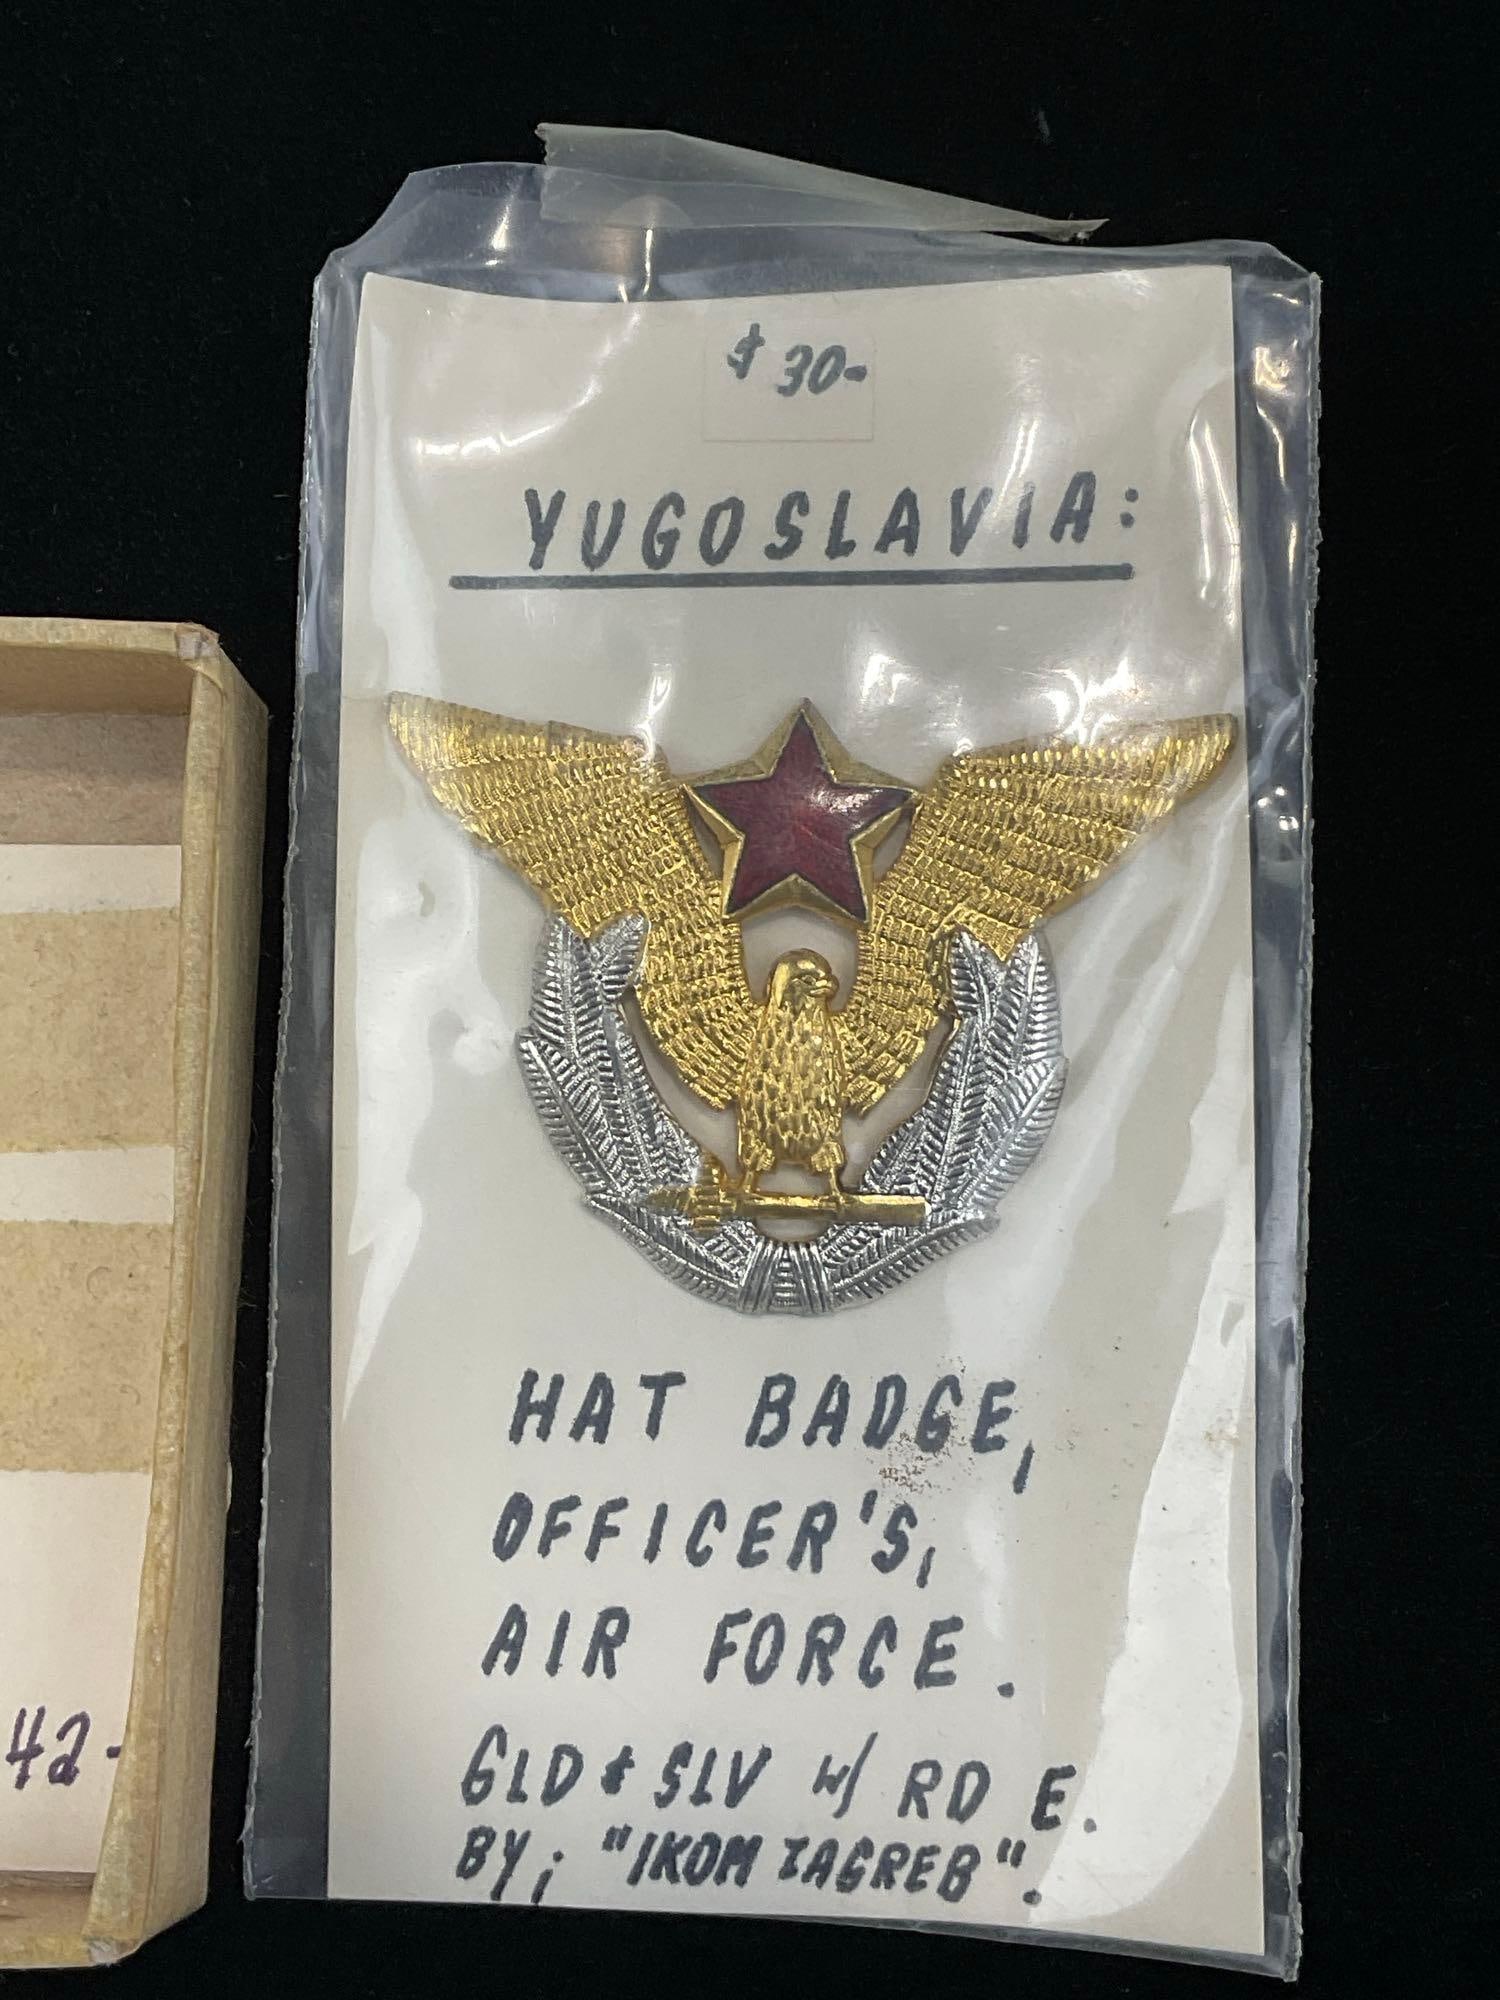 $30-
YUGOSLAVIA:
HAT BADGE,
OFFICER'S,
AIR FORCE.
GLD & SLV W/ RD E.
BY; "IKOM ZAGREB".
42-